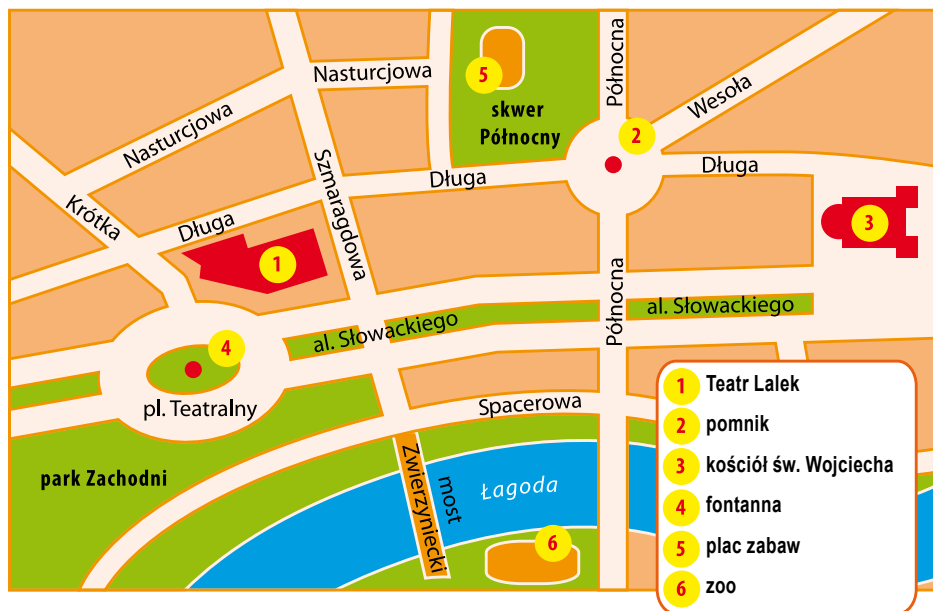 Nasturcjowa
5
skwer
Północny
Północna
2
Wesoła
Nasturcjowa
Szmaragdowa
Długa
Długa
Krótka
Długa
1
3
Północna
al. Słowackiego
al. Słowackiego
4
pl. Teatralny
Spacerowa
park Zachodni
most
Zwierzyniecki
Łagoda
6
1 Teatr Lalek
2 pomnik
3 kościół św. Wojciecha
4 fontanna
5 plac zabaw
6 zoo